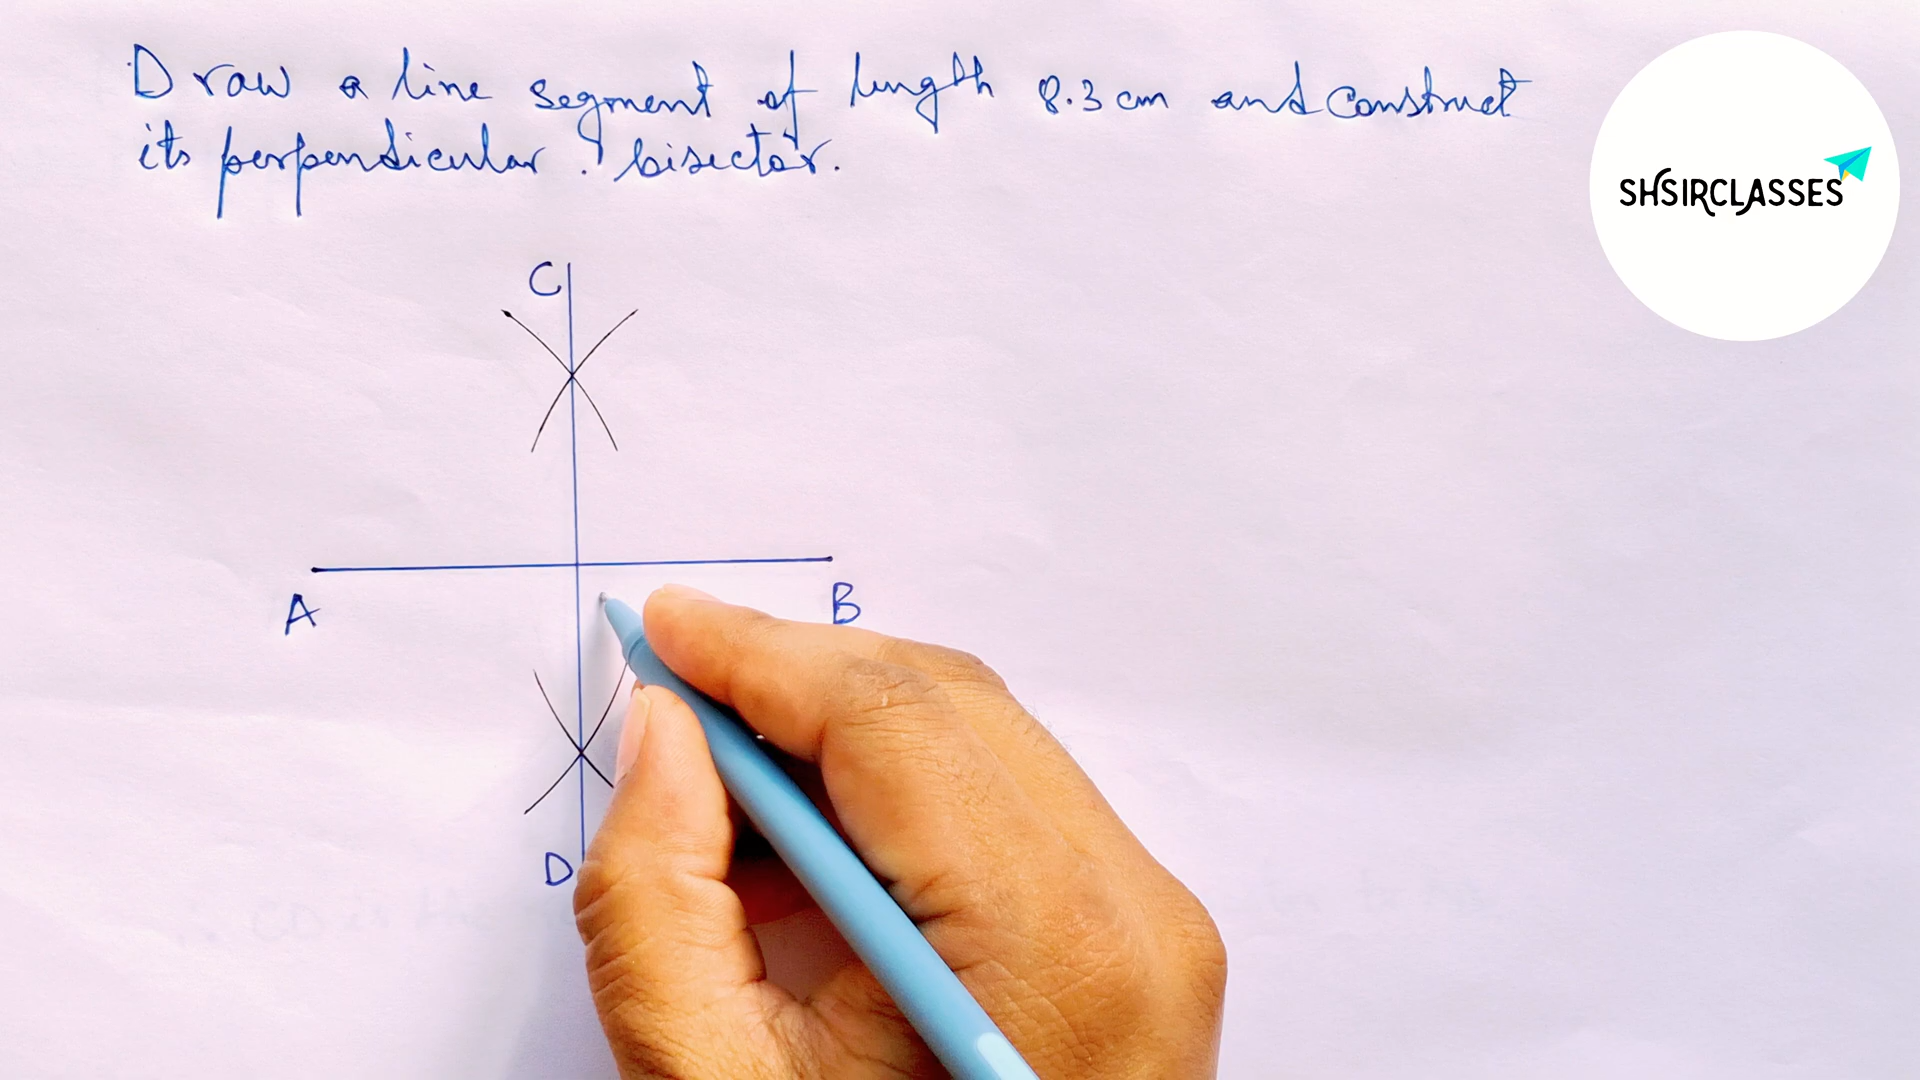 Draw a line segment of length 8.3 cm and construct
its perpendicular . bisector.
SHSIRCLASSES
C
A
B
D